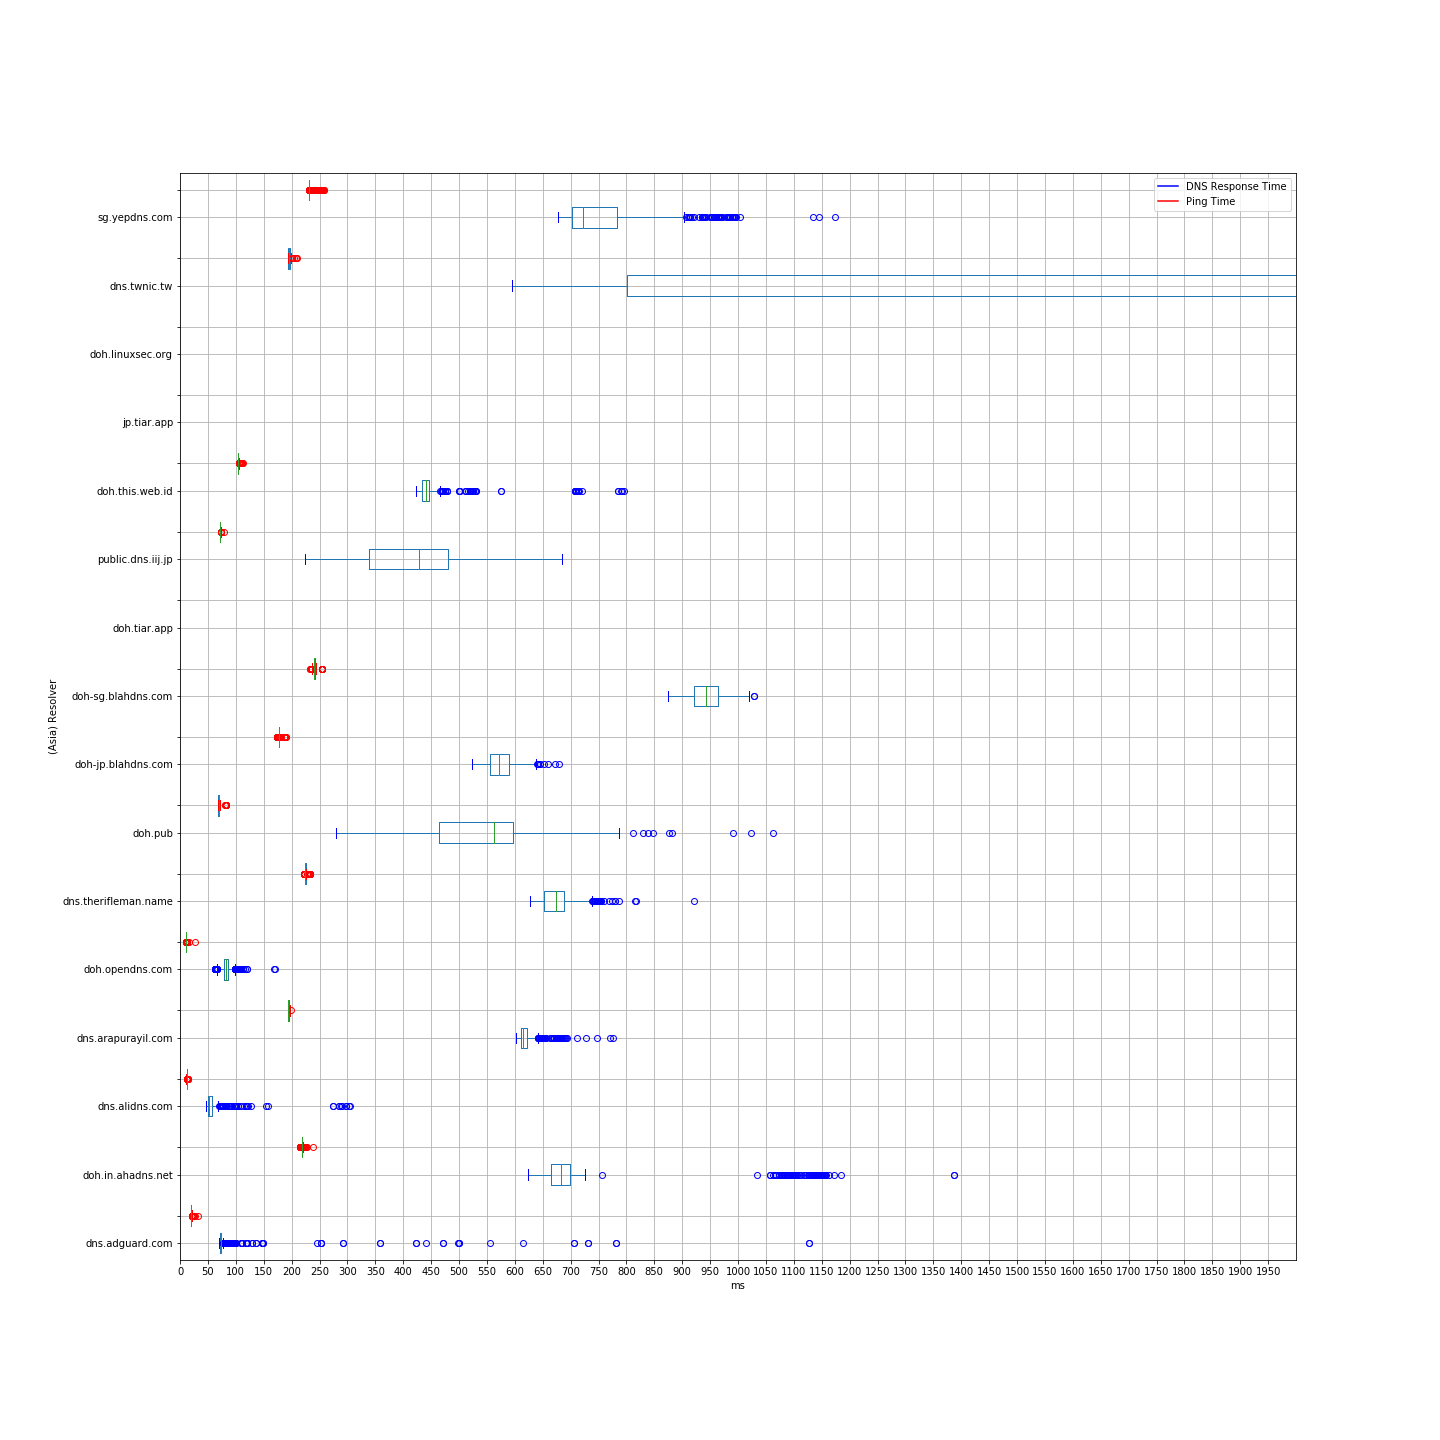 DNS Response Time
Ping Time
sg.yepdns.com
dns.twnic.tw
doh.linuxsec.org
jp.tiar.app
doh.this.web.id
public.dns.iij.jp
doh.tiar.app
doh-sg.blahdns.com
doh-jp.blahdns.com
doh.pub
dns.therifleman.name
doh.opendns.com
dns.arapurayil.com
dns.alidns.com
doh.in.ahadns.net
dns.adguard.com
(Asia) Resolver
0 50 100 150 200 250 300 350 400 450 500 550 600 650 700 750 800 850 900 950 1000 1050 1100 1150 1200 1250 1300 1350 1400 1450 1500 1550 1600 1650 1700 1750 1800 1850 1900 1950
ms